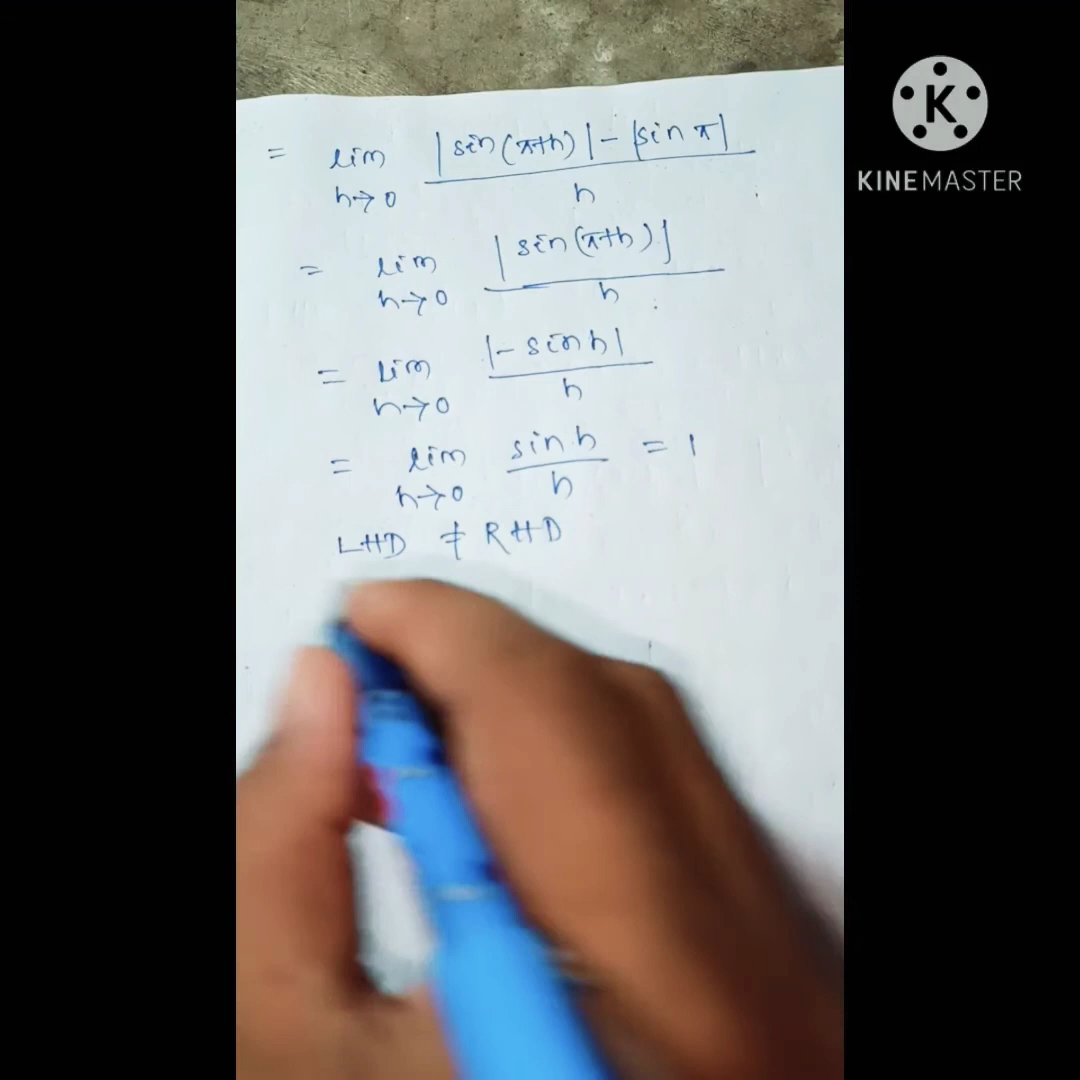 = lim h→0 |sin(π+h)| - |sin π| / h
= lim h→0 |sin(π+h)| / h
= lim h→0 |- sin h| / h
= lim h→0 sin h / h = 1
LHD ≠ RHD
K
KINEMASTER